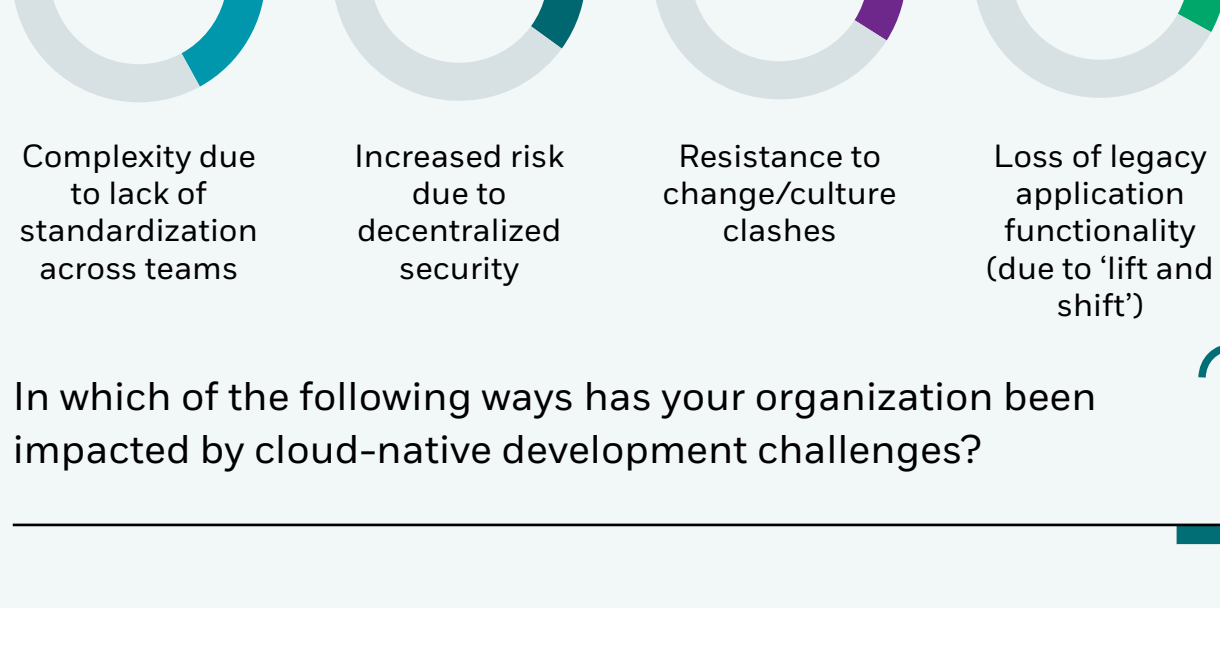 Complexity due
to lack of
standardization
across teams
Increased risk
due to
decentralized
security
Resistance to
change/culture
clashes
Loss of legacy
application
functionality
(due to ‘lift and
shift’)
In which of the following ways has your organization been
impacted by cloud-native development challenges?